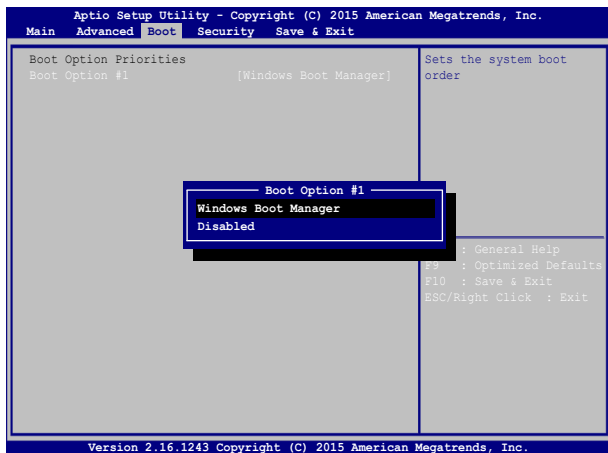 Aptio Setup Utility - Copyright (C) 2015 American Megatrends, Inc.
Main Advanced Boot Security Save & Exit
Boot Option Priorities
Boot Option #1 [Windows Boot Manager]
Sets the system boot
order
Boot Option #1
Windows Boot Manager
Disabled
: General Help
F9 : Optimized Defaults
F10 : Save & Exit
ESC/Right Click : Exit
Version 2.16.1243 Copyright (C) 2015 American Megatrends, Inc.